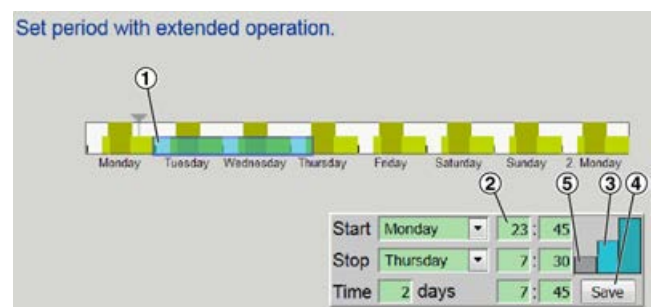 Set period with extended operation.
1
Monday Tuesday Wednesday Thursday Friday Saturday Sunday 2. Monday
2 5 3 4
Start Monday 23 : 45
Stop Thursday 7 : 30
Time 2 days 7 : 45 Save